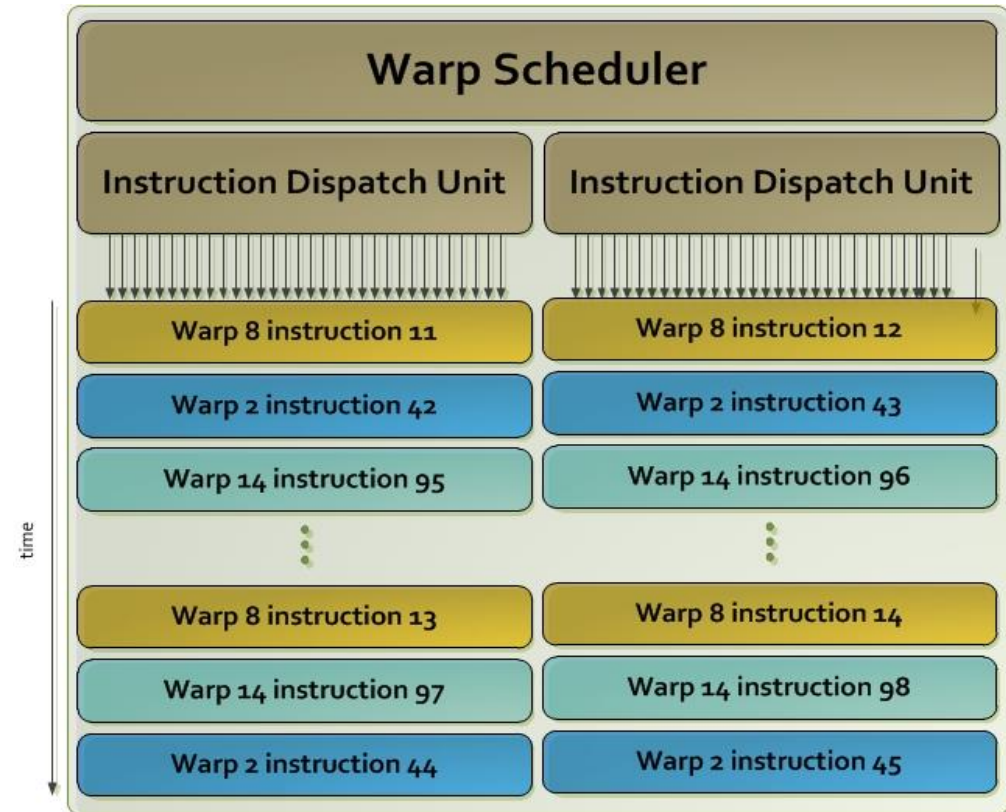 Warp Scheduler
Instruction Dispatch Unit
Instruction Dispatch Unit
Warp 8 instruction 11
Warp 8 instruction 12
Warp 2 instruction 42
Warp 2 instruction 43
Warp 14 instruction 95
Warp 14 instruction 96
time
Warp 8 instruction 13
Warp 8 instruction 14
Warp 14 instruction 97
Warp 14 instruction 98
Warp 2 instruction 44
Warp 2 instruction 45